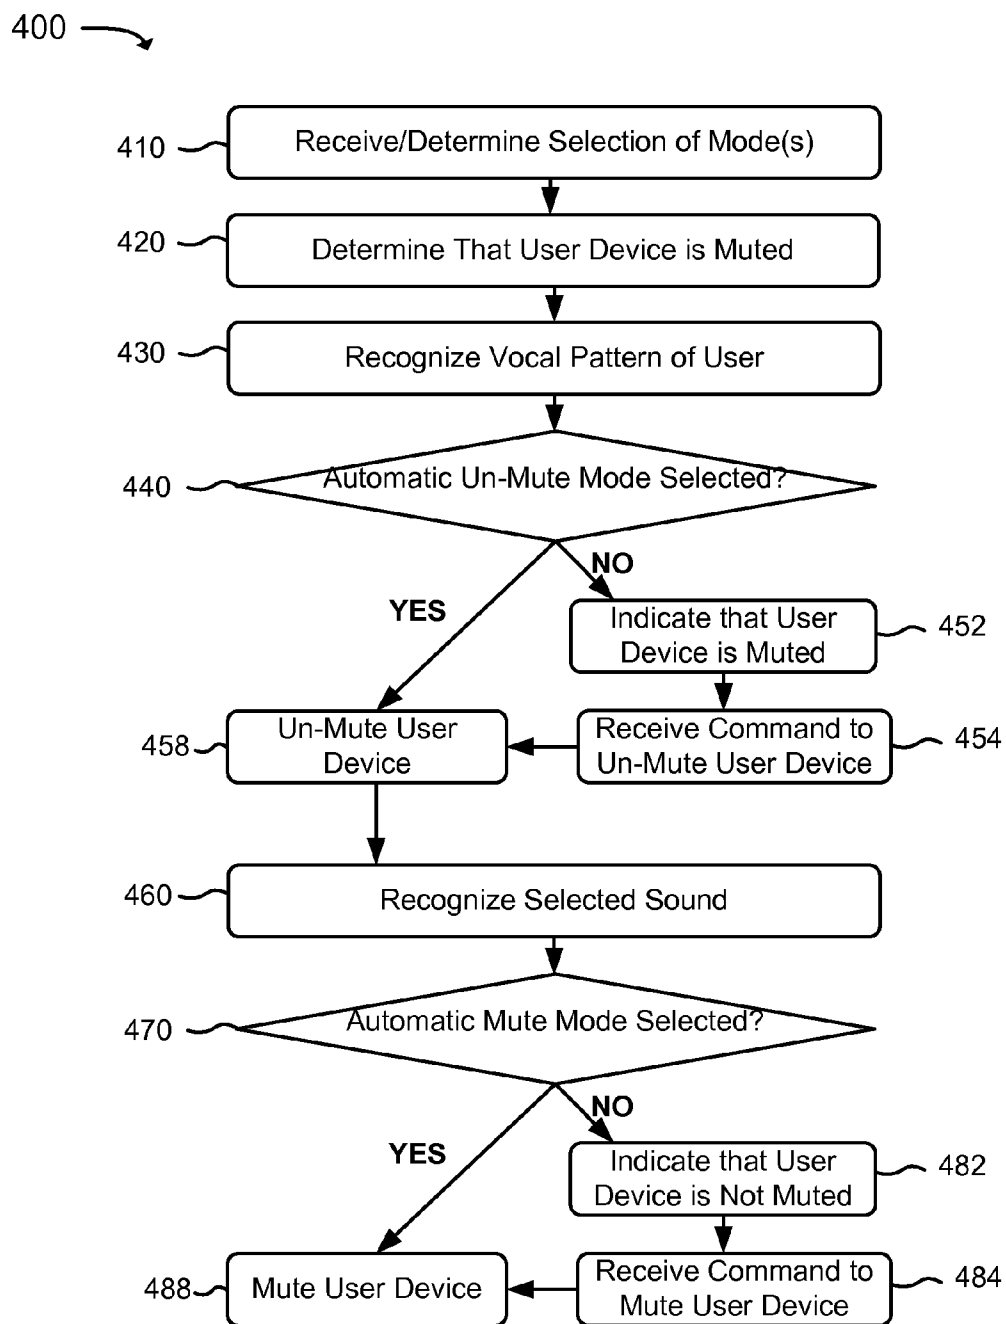 400
410
Receive/Determine Selection of Mode(s)
420
Determine That User Device is Muted
430
Recognize Vocal Pattern of User
440
Automatic Un-Mute Mode Selected?
NO
YES
Indicate that User
Device is Muted
452
458
Un-Mute User
Device
Receive Command to
Un-Mute User Device
454
460
Recognize Selected Sound
470
Automatic Mute Mode Selected?
NO
YES
Indicate that User
Device is Not Muted
482
488
Mute User Device
Receive Command to
Mute User Device
484